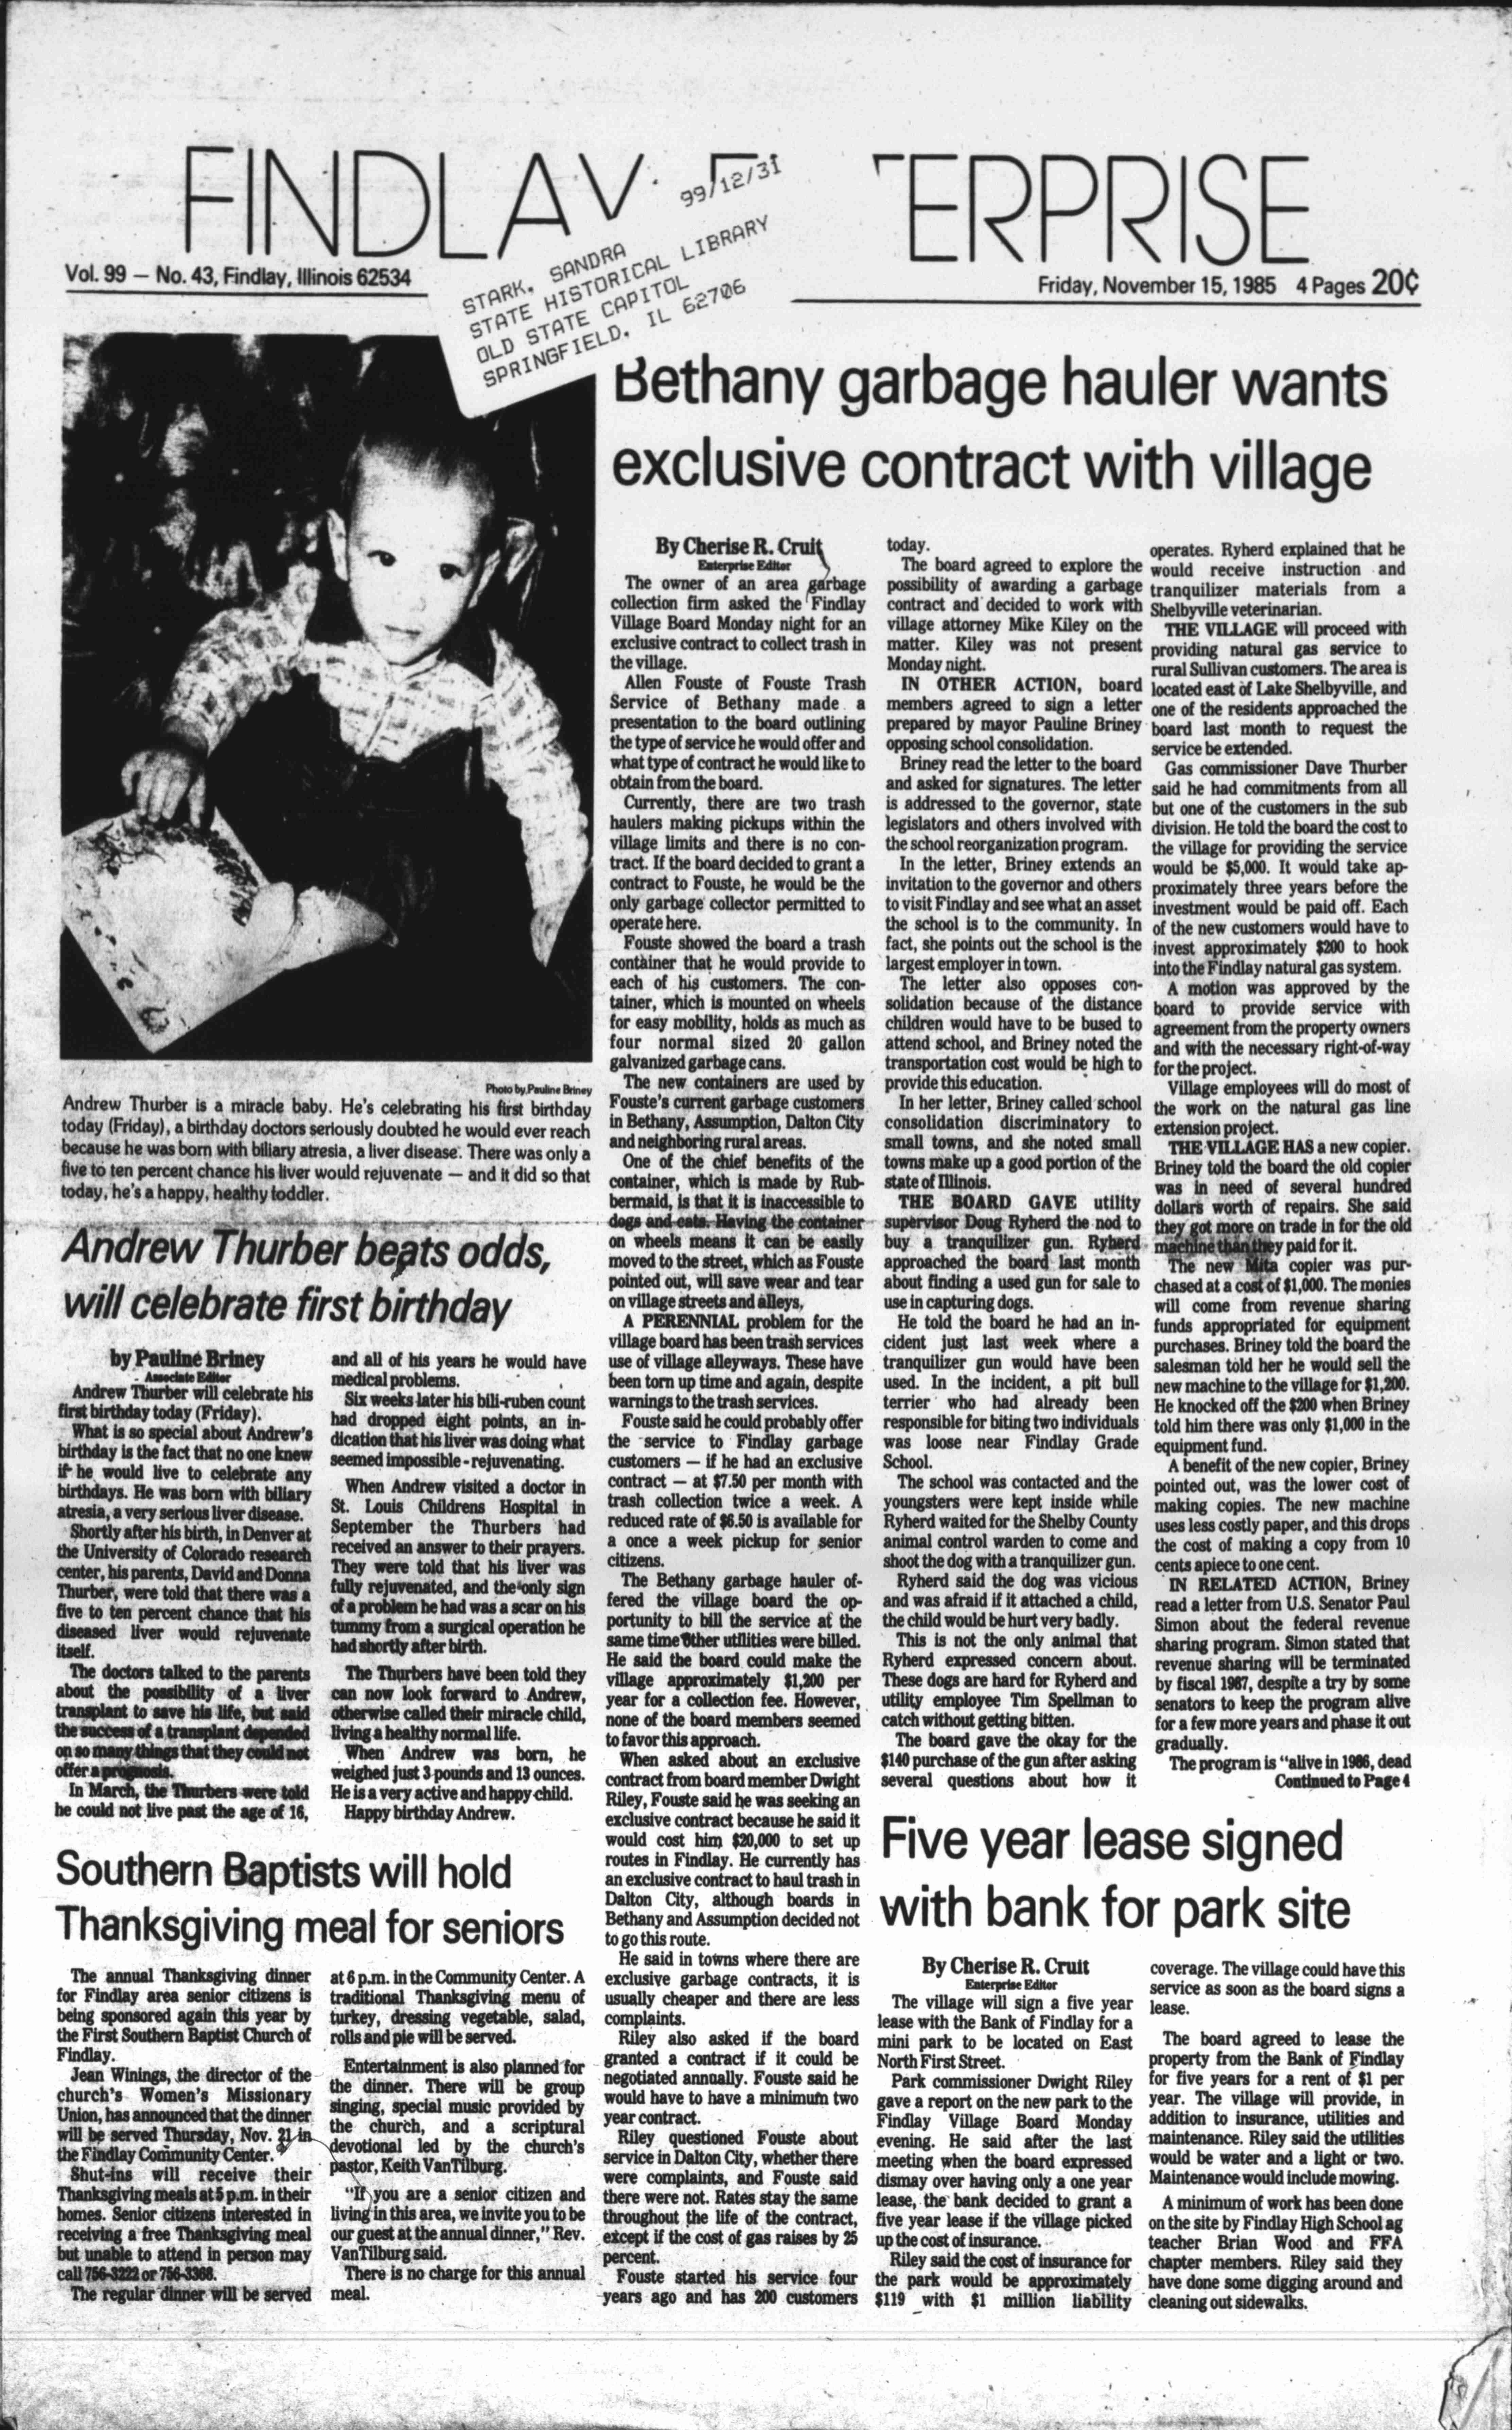 FINDLAY ERPRISE
99/12/31
STARK, SANDRA
STATE HISTORICAL LIBRARY
OLD STATE CAPITOL
SPRINGFIELD, IL 62706
Vol. 99 — No. 43, Findlay, Illinois 62534
Friday, November 15, 1985 4 Pages 20¢
Photo by Pauline Briney
Andrew Thurber is a miracle baby. He's celebrating his first birthday
today (Friday), a birthday doctors seriously doubted he would ever reach
because he was born with biliary atresia, a liver disease. There was only a
five to ten percent chance his liver would rejuvenate — and it did so that
today, he's a happy, healthy toddler.
Andrew Thurber beats odds,
will celebrate first birthday
by Pauline Briney
Associate Editor
Andrew Thurber will celebrate his
first birthday today (Friday).
What is so special about Andrew's
birthday is the fact that no one knew
if he would live to celebrate any
birthdays. He was born with biliary
atresia, a very serious liver disease.
Shortly after his birth, in Denver at
the University of Colorado research
center, his parents, David and Donna
Thurber, were told that there was a
five to ten percent chance that his
diseased liver would rejuvenate
itself.
The doctors talked to the parents
about the possibility of a liver
transplant to save his life, but said
the success of a transplant depended
on so many things that they could not
offer a prognosis.
In March, the Thurbers were told
he could not live past the age of 16,
and all of his years he would have
medical problems.
Six weeks later his bili-ruben count
had dropped eight points, an in-
dication that his liver was doing what
seemed impossible - rejuvenating.
When Andrew visited a doctor in
St. Louis Childrens Hospital in
September the Thurbers had
received an answer to their prayers.
They were told that his liver was
fully rejuvenated, and the only sign
of a problem he had was a scar on his
tummy from a surgical operation he
had shortly after birth.
The Thurbers have been told they
can now look forward to Andrew,
otherwise called their miracle child,
living a healthy normal life.
When Andrew was born, he
weighed just 3 pounds and 13 ounces.
He is a very active and happy child.
Happy birthday Andrew.
Southern Baptists will hold
Thanksgiving meal for seniors
The annual Thanksgiving dinner
for Findlay area senior citizens is
being sponsored again this year by
the First Southern Baptist Church of
Findlay.
Jean Winings, the director of the
church's Women's Missionary
Union, has announced that the dinner
will be served Thursday, Nov. 21 in
the Findlay Community Center.
Shut-ins will receive their
Thanksgiving meals at 5 p.m. in their
homes. Senior citizens interested in
receiving a free Thanksgiving meal
but unable to attend in person may
call 756-3222 or 756-3368.
The regular dinner will be served
at 6 p.m. in the Community Center. A
traditional Thanksgiving menu of
turkey, dressing vegetable, salad,
rolls and pie will be served.
Entertainment is also planned for
the dinner. There will be group
singing, special music provided by
the church, and a scriptural
devotional led by the church's
pastor, Keith VanTilburg.
"If you are a senior citizen and
living in this area, we invite you to be
our guest at the annual dinner," Rev.
VanTilburg said.
There is no charge for this annual
meal.
Bethany garbage hauler wants
exclusive contract with village
By Cherise R. Cruit
Enterprise Editor
The owner of an area garbage
collection firm asked the Findlay
Village Board Monday night for an
exclusive contract to collect trash in
the village.
Allen Fouste of Fouste Trash
Service of Bethany made a
presentation to the board outlining
the type of service he would offer and
what type of contract he would like to
obtain from the board.
Currently, there are two trash
haulers making pickups within the
village limits and there is no con-
tract. If the board decided to grant a
contract to Fouste, he would be the
only garbage collector permitted to
operate here.
Fouste showed the board a trash
container that he would provide to
each of his customers. The con-
tainer, which is mounted on wheels
for easy mobility, holds as much as
four normal sized 20 gallon
galvanized garbage cans.
The new containers are used by
Fouste's current garbage customers
in Bethany, Assumption, Dalton City
and neighboring rural areas.
One of the chief benefits of the
container, which is made by Rub-
bermaid, is that it is inaccessible to
dogs and cats. Having the container
on wheels means it can be easily
moved to the street, which as Fouste
pointed out, will save wear and tear
on village streets and alleys.
A PERENNIAL problem for the
village board has been trash services
use of village alleyways. These have
been torn up time and again, despite
warnings to the trash services.
Fouste said he could probably offer
the service to Findlay garbage
customers — if he had an exclusive
contract — at $7.50 per month with
trash collection twice a week. A
reduced rate of $6.50 is available for
a once a week pickup for senior
citizens.
The Bethany garbage hauler of-
fered the village board the op-
portunity to bill the service at the
same time other utilities were billed.
He said the board could make the
village approximately $1,200 per
year for a collection fee. However,
none of the board members seemed
to favor this approach.
When asked about an exclusive
contract from board member Dwight
Riley, Fouste said he was seeking an
exclusive contract because he said it
would cost him $20,000 to set up
routes in Findlay. He currently has
an exclusive contract to haul trash in
Dalton City, although boards in
Bethany and Assumption decided not
to go this route.
He said in towns where there are
exclusive garbage contracts, it is
usually cheaper and there are less
complaints.
Riley also asked if the board
granted a contract if it could be
negotiated annually. Fouste said he
would have to have a minimum two
year contract.
Riley questioned Fouste about
service in Dalton City, whether there
were complaints, and Fouste said
there were not. Rates stay the same
throughout the life of the contract,
except if the cost of gas raises by 25
percent.
Fouste started his service four
years ago and has 200 customers
today.
The board agreed to explore the
possibility of awarding a garbage
contract and decided to work with
village attorney Mike Kiley on the
matter. Kiley was not present
Monday night.
IN OTHER ACTION, board
members agreed to sign a letter
prepared by mayor Pauline Briney
opposing school consolidation.
Briney read the letter to the board
and asked for signatures. The letter
is addressed to the governor, state
legislators and others involved with
the school reorganization program.
In the letter, Briney extends an
invitation to the governor and others
to visit Findlay and see what an asset
the school is to the community. In
fact, she points out the school is the
largest employer in town.
The letter also opposes con-
solidation because of the distance
children would have to be bused to
attend school, and Briney noted the
transportation cost would be high to
provide this education.
In her letter, Briney called school
consolidation discriminatory to
small towns, and she noted small
towns make up a good portion of the
state of Illinois.
THE BOARD GAVE utility
supervisor Doug Ryherd the nod to
buy a tranquilizer gun. Ryherd
approached the board last month
about finding a used gun for sale to
use in capturing dogs.
He told the board he had an in-
cident just last week where a
tranquilizer gun would have been
used. In the incident, a pit bull
terrier who had already been
responsible for biting two individuals
was loose near Findlay Grade
School.
The school was contacted and the
youngsters were kept inside while
Ryherd waited for the Shelby County
animal control warden to come and
shoot the dog with a tranquilizer gun.
Ryherd said the dog was vicious
and was afraid if it attached a child,
the child would be hurt very badly.
This is not the only animal that
Ryherd expressed concern about.
These dogs are hard for Ryherd and
utility employee Tim Spellman to
catch without getting bitten.
The board gave the okay for the
$140 purchase of the gun after asking
several questions about how it
operates. Ryherd explained that he
would receive instruction and
tranquilizer materials from a
Shelbyville veterinarian.
THE VILLAGE will proceed with
providing natural gas service to
rural Sullivan customers. The area is
located east of Lake Shelbyville, and
one of the residents approached the
board last month to request the
service be extended.
Gas commissioner Dave Thurber
said he had commitments from all
but one of the customers in the sub
division. He told the board the cost to
the village for providing the service
would be $5,000. It would take ap-
proximately three years before the
investment would be paid off. Each
of the new customers would have to
invest approximately $200 to hook
into the Findlay natural gas system.
A motion was approved by the
board to provide service with
agreement from the property owners
and with the necessary right-of-way
for the project.
Village employees will do most of
the work on the natural gas line
extension project.
THE VILLAGE HAS a new copier.
Briney told the board the old copier
was in need of several hundred
dollars worth of repairs. She said
they got more on trade in for the old
machine than they paid for it.
The new Mita copier was pur-
chased at a cost of $1,000. The monies
will come from revenue sharing
funds appropriated for equipment
purchases. Briney told the board the
salesman told her he would sell the
new machine to the village for $1,200.
He knocked off the $200 when Briney
told him there was only $1,000 in the
equipment fund.
A benefit of the new copier, Briney
pointed out, was the lower cost of
making copies. The new machine
uses less costly paper, and this drops
the cost of making a copy from 10
cents apiece to one cent.
IN RELATED ACTION, Briney
read a letter from U.S. Senator Paul
Simon about the federal revenue
sharing program. Simon stated that
revenue sharing will be terminated
by fiscal 1987, despite a try by some
senators to keep the program alive
for a few more years and phase it out
gradually.
The program is "alive in 1986, dead
Continued to Page 4
Five year lease signed
with bank for park site
By Cherise R. Cruit
Enterprise Editor
The village will sign a five year
lease with the Bank of Findlay for a
mini park to be located on East
North First Street.
Park commissioner Dwight Riley
gave a report on the new park to the
Findlay Village Board Monday
evening. He said after the last
meeting when the board expressed
dismay over having only a one year
lease, the bank decided to grant a
five year lease if the village picked
up the cost of insurance.
Riley said the cost of insurance for
the park would be approximately
$119 with $1 million liability
coverage. The village could have this
service as soon as the board signs a
lease.
The board agreed to lease the
property from the Bank of Findlay
for five years for a rent of $1 per
year. The village will provide, in
addition to insurance, utilities and
maintenance. Riley said the utilities
would be water and a light or two.
Maintenance would include mowing.
A minimum of work has been done
on the site by Findlay High School ag
teacher Brian Wood and FFA
chapter members. Riley said they
have done some digging around and
cleaning out sidewalks.